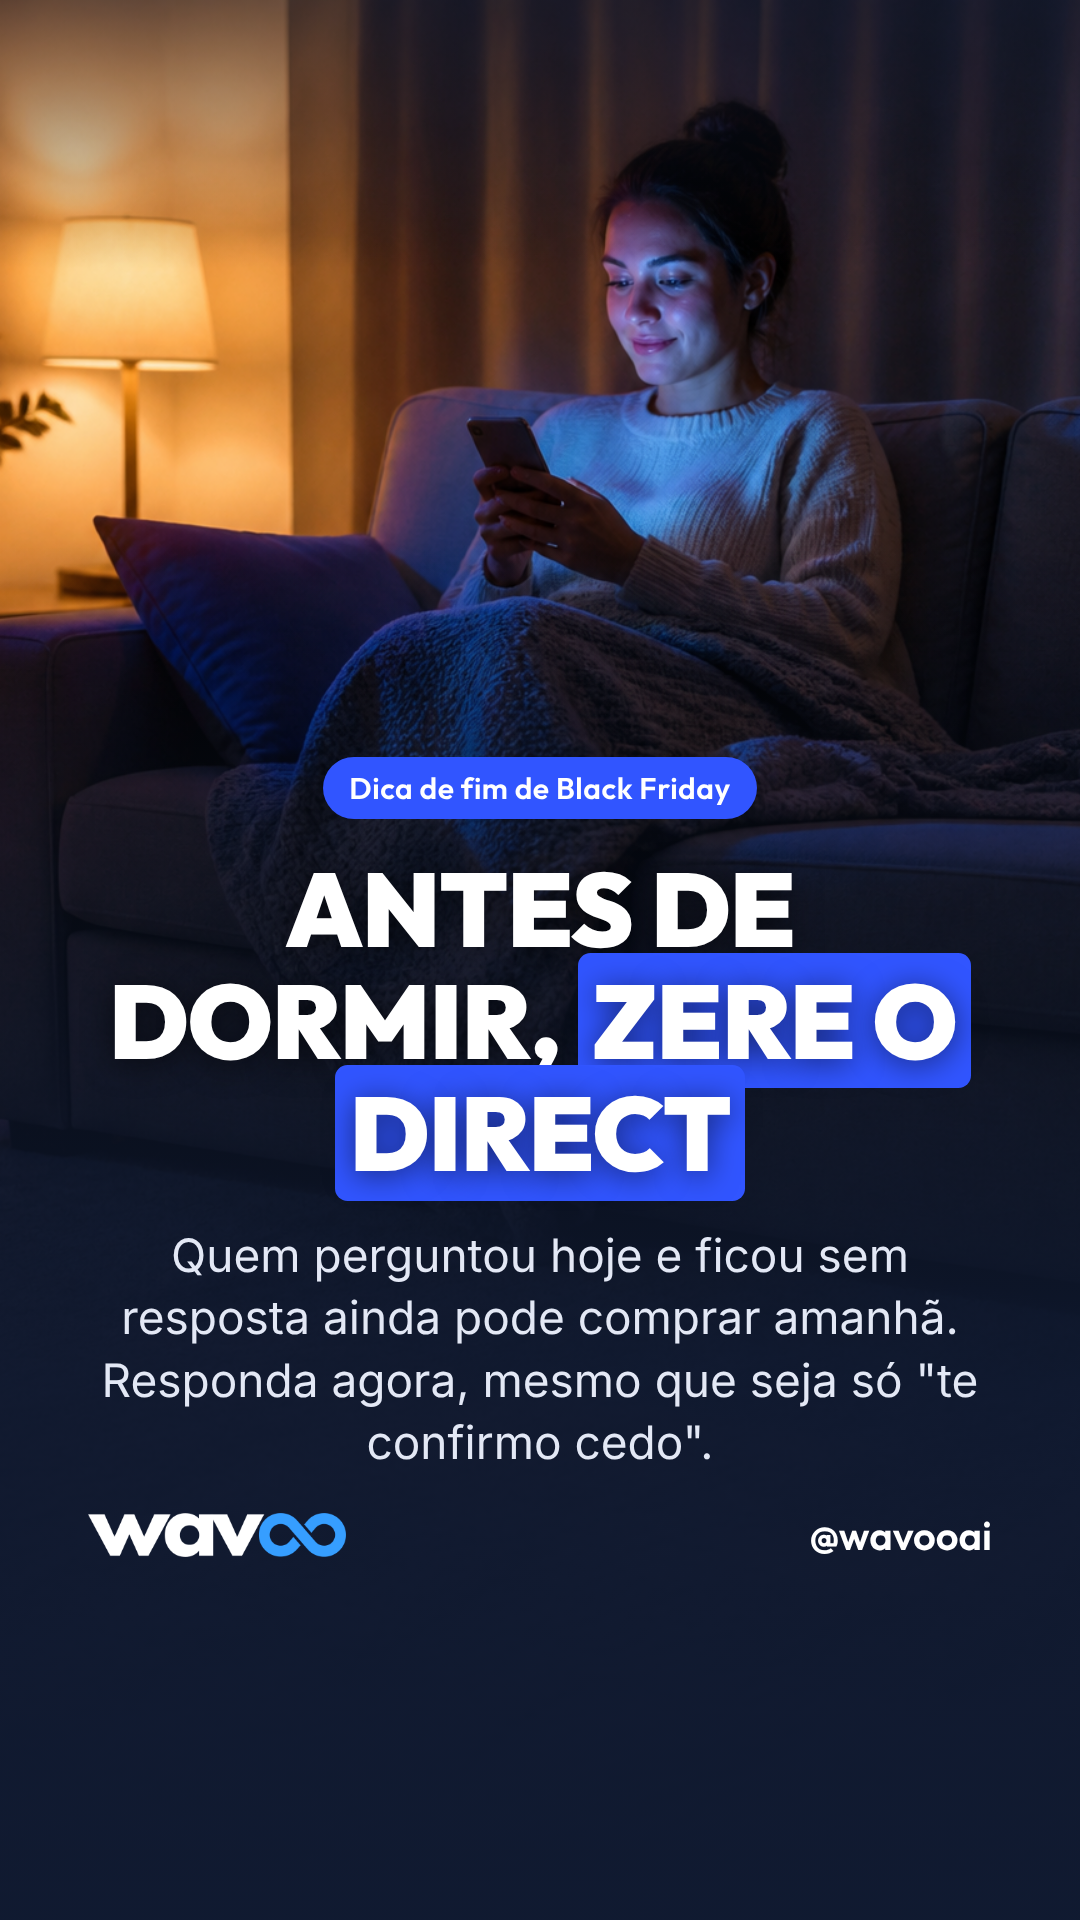 Dica de fim de Black Friday
ANTES DE
DORMIR, ZERE O
DIRECT
Quem perguntou hoje e ficou sem
resposta ainda pode comprar amanhã.
Responda agora, mesmo que seja só "te
confirmo cedo".
wavoo
@wavooai